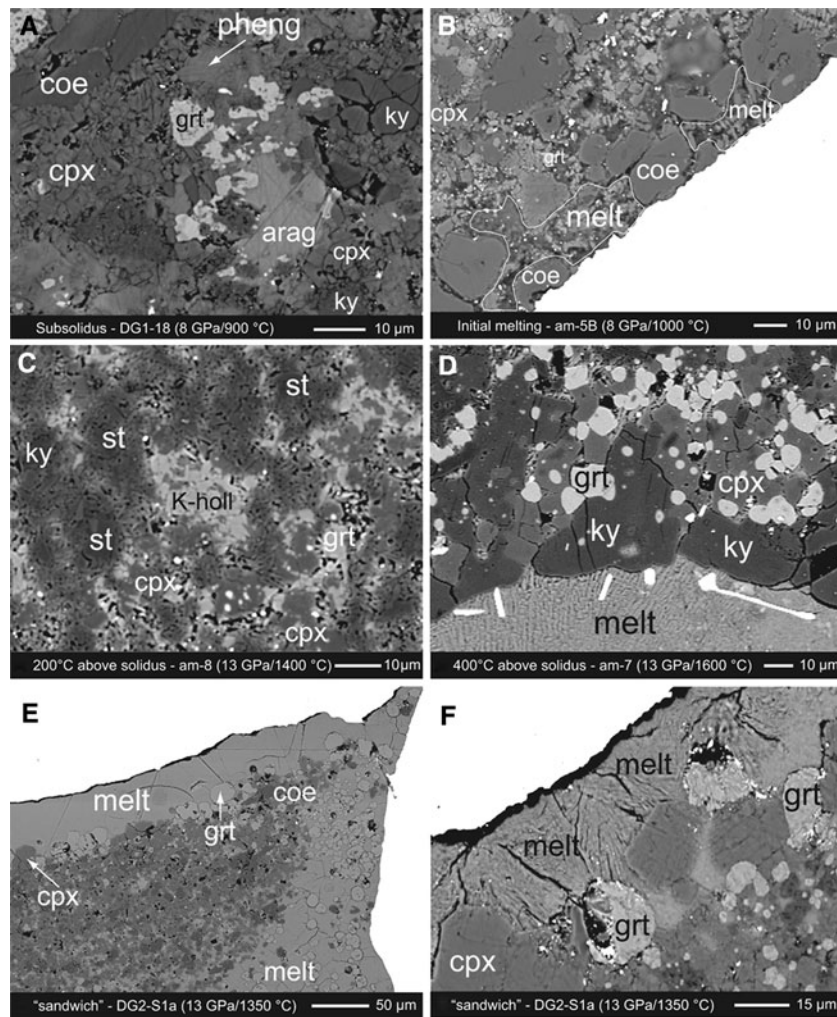 A
pheng
coe
grt
ky
cpx
arag
cpx
ky
Subsolidus - DG1-18 (8 GPa/900 °C) 10 µm
B
melt
cpx
grt
coe
melt
coe
Initial melting - am-5B (8 GPa/1000 °C) 10 µm
C
st
st
ky
K-holl
st
grt
cpx
cpx
200°C above solidus - am-8 (13 GPa/1400 °C) 10µm
D
grt
cpx
ky
ky
melt
400°C above solidus - am-7 (13 GPa/1600 °C) 10 µm
E
melt
coe
grt
cpx
melt
"sandwich" - DG2-S1a (13 GPa/1350 °C) 50 µm
F
melt
grt
melt
grt
cpx
"sandwich" - DG2-S1a (13 GPa/1350 °C) 15 µm